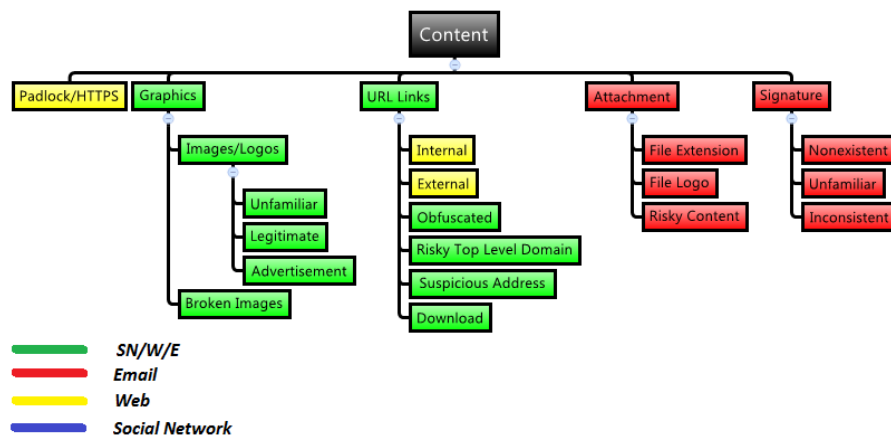 Content
Padlock/HTTPS
Graphics
URL Links
Attachment
Signature
Images/Logos
Unfamiliar
Legitimate
Advertisement
Broken Images
Internal
External
Obfuscated
Risky Top Level Domain
Suspicious Address
Download
File Extension
File Logo
Risky Content
Nonexistent
Unfamiliar
Inconsistent
SN/W/E
Email
Web
Social Network